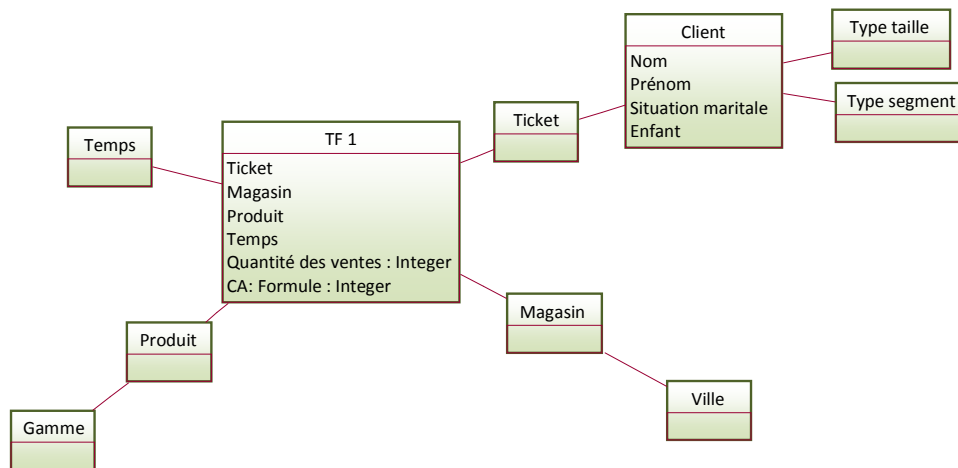 Type taille
Client
Nom
Prénom
Situation maritale
Enfant
Type segment
Ticket
Temps
TF 1
Ticket
Magasin
Produit
Temps
Quantité des ventes : Integer
CA: Formule : Integer
Magasin
Produit
Ville
Gamme